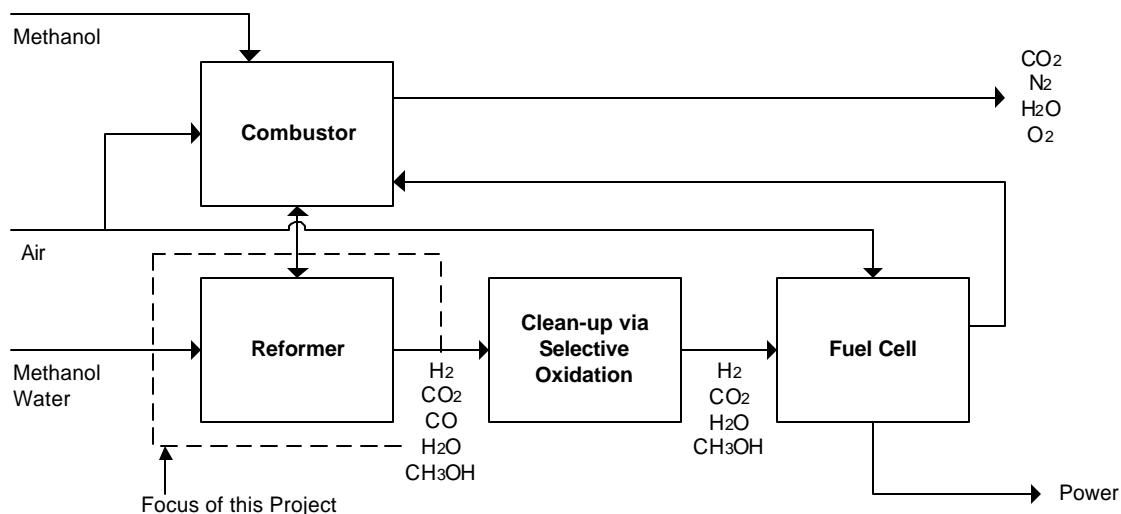 Methanol
CO2
N2
H2O
O2
Combustor
Air
Reformer
Clean-up via
Selective
Oxidation
Fuel Cell
Methanol
Water
H2
CO2
CO
H2O
CH3OH
H2
CO2
H2O
CH3OH
Focus of this Project
Power